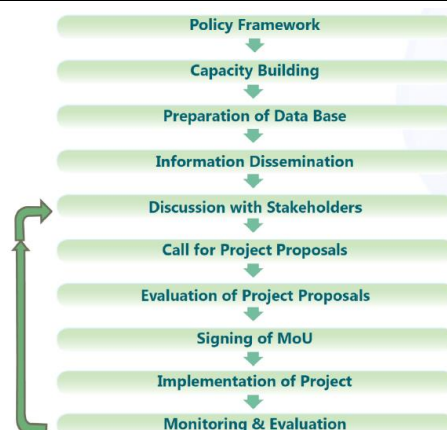 Policy Framework
Capacity Building
Preparation of Data Base
Information Dissemination
Discussion with Stakeholders
Call for Project Proposals
Evaluation of Project Proposals
Signing of MoU
Implementation of Project
Monitoring & Evaluation